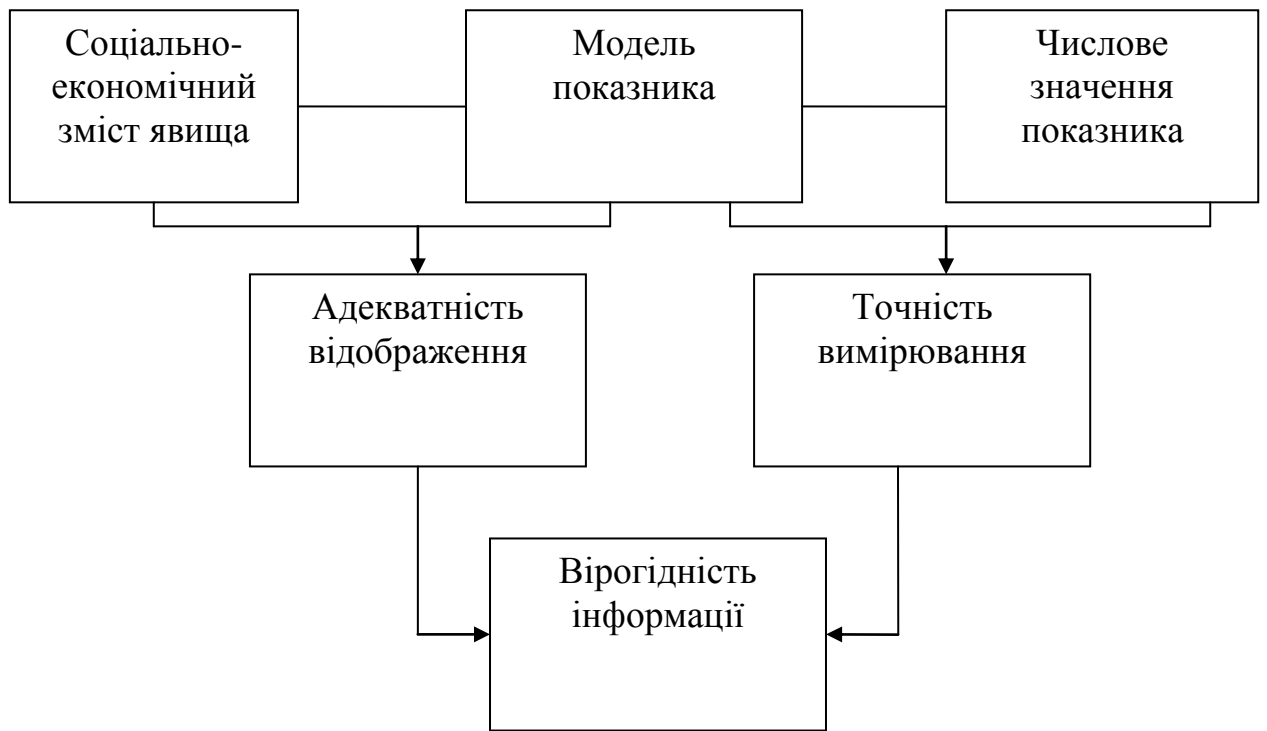 Соціально-
економічний
зміст явища
Модель
показника
Числове
значення
показника
Адекватність
відображення
Точність
вимірювання
Вірогідність
інформації